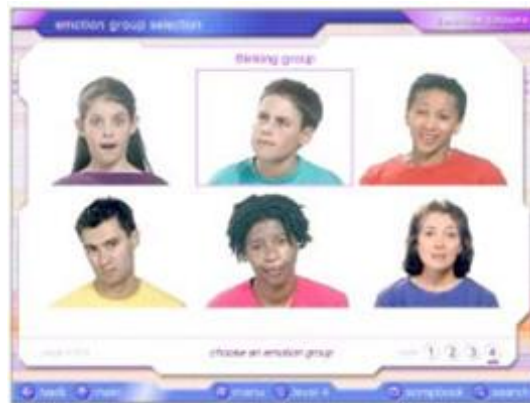 emotion group selection
thinking group
choose an emotion group
1 2 3 4
back
main
menu
level 4
scrapbook
search